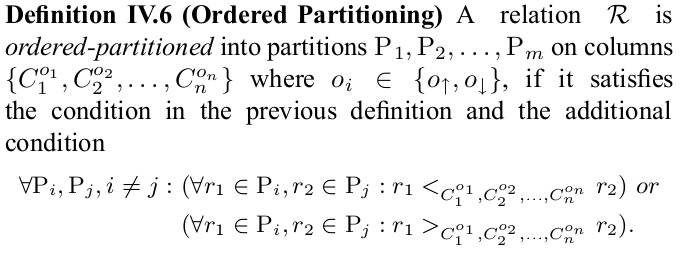 Definition IV.6 (Ordered Partitioning) A relation ℛ is
ordered-partitioned into partitions P₁, P₂, . . . , Pₘ on columns
{C₁^{o₁}, C₂^{o₂}, . . . , Cₙ^{oₙ}} where oᵢ ∈ {o↑, o↓}, if it satisfies
the condition in the previous definition and the additional
condition
∀Pᵢ, Pⱼ, i ≠ j : (∀r₁ ∈ Pᵢ, r₂ ∈ Pⱼ : r₁ <_{C₁^{o₁},C₂^{o₂},...,Cₙ^{oₙ}} r₂) or
(∀r₁ ∈ Pᵢ, r₂ ∈ Pⱼ : r₁ >_{C₁^{o₁},C₂^{o₂},...,Cₙ^{oₙ}} r₂).